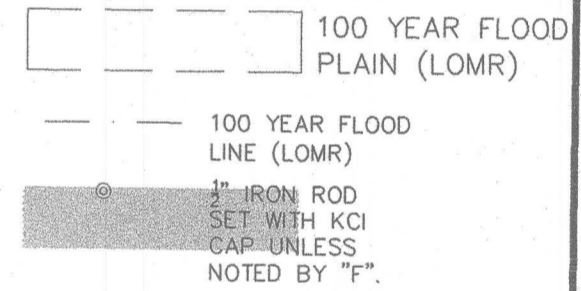 100 YEAR FLOOD
PLAIN (LOMR)
100 YEAR FLOOD
LINE (LOMR)
1/2" IRON ROD
SET WITH KCI
CAP UNLESS
NOTED BY "F".